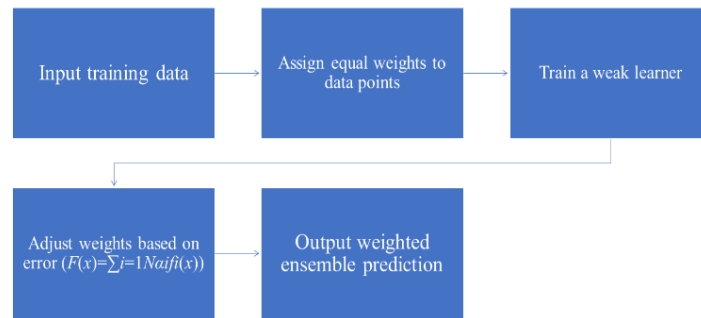 Input training data
Assign equal weights to
data points
Train a weak learner
Adjust weights based on
error (F(x)=∑i=1Nαifi(x))
Output weighted
ensemble prediction